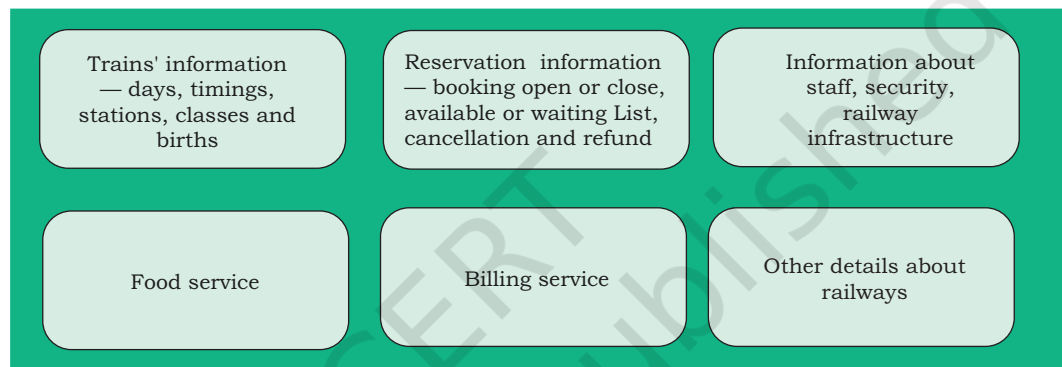 Trains' information
— days, timings,
stations, classes and
births
Reservation  information
— booking open or close,
available or waiting List,
cancellation and refund
Information about
staff, security,
railway
infrastructure
Food service
Billing service
Other details about
railways